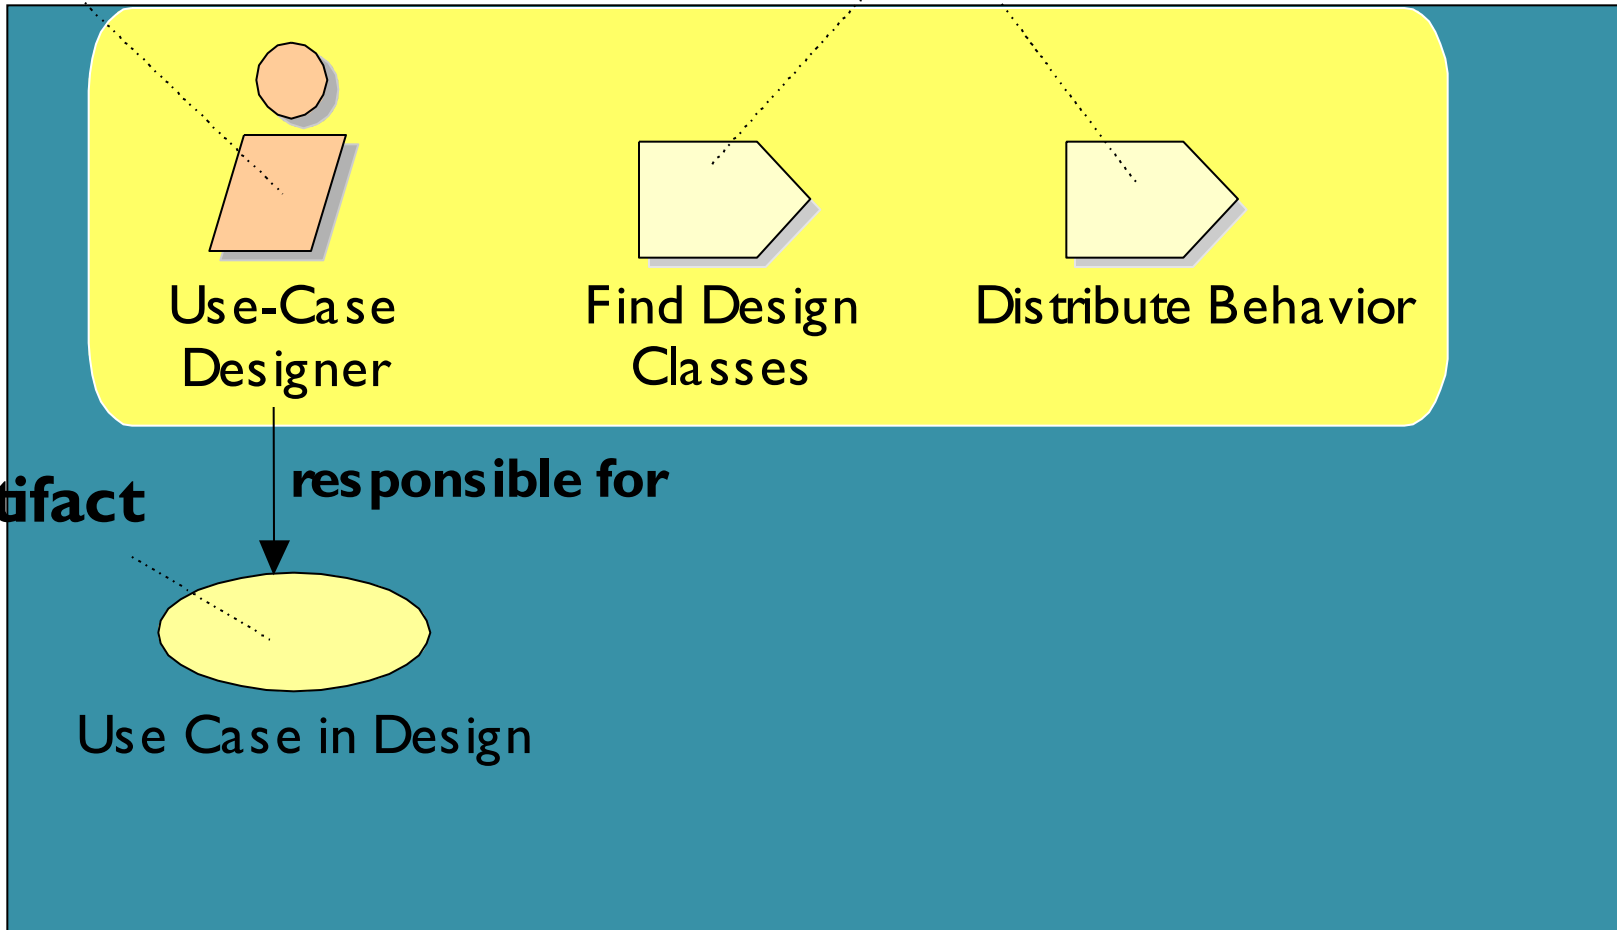 Use-Case
Designer
Find Design
Classes
Distribute Behavior
responsible for
tifact
Use Case in Design